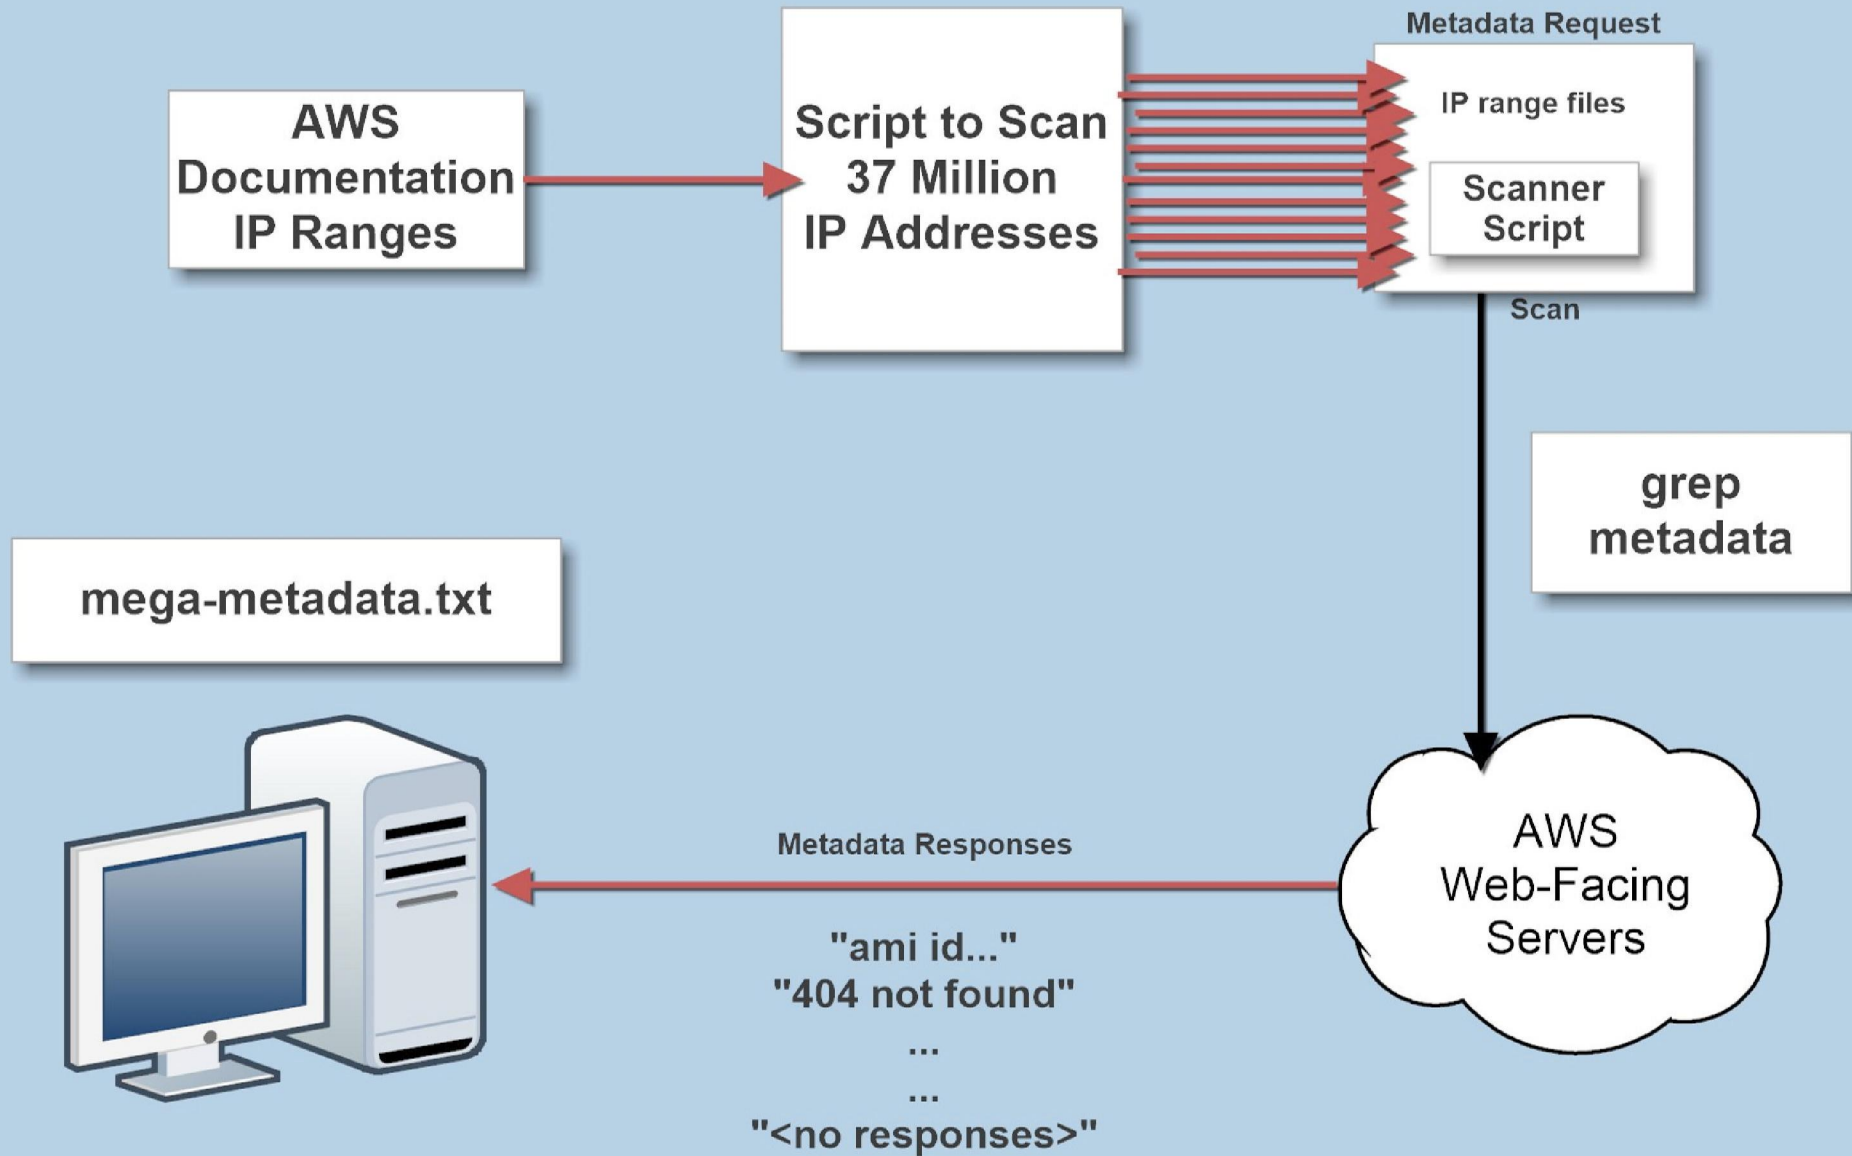 Metadata Request
AWS
Documentation
IP Ranges
Script to Scan
37 Million
IP Addresses
IP range files
Scanner
Script
Scan
grep
metadata
mega-metadata.txt
Metadata Responses
"ami id..."
"404 not found"
...
...
"<no responses>"
AWS
Web-Facing
Servers